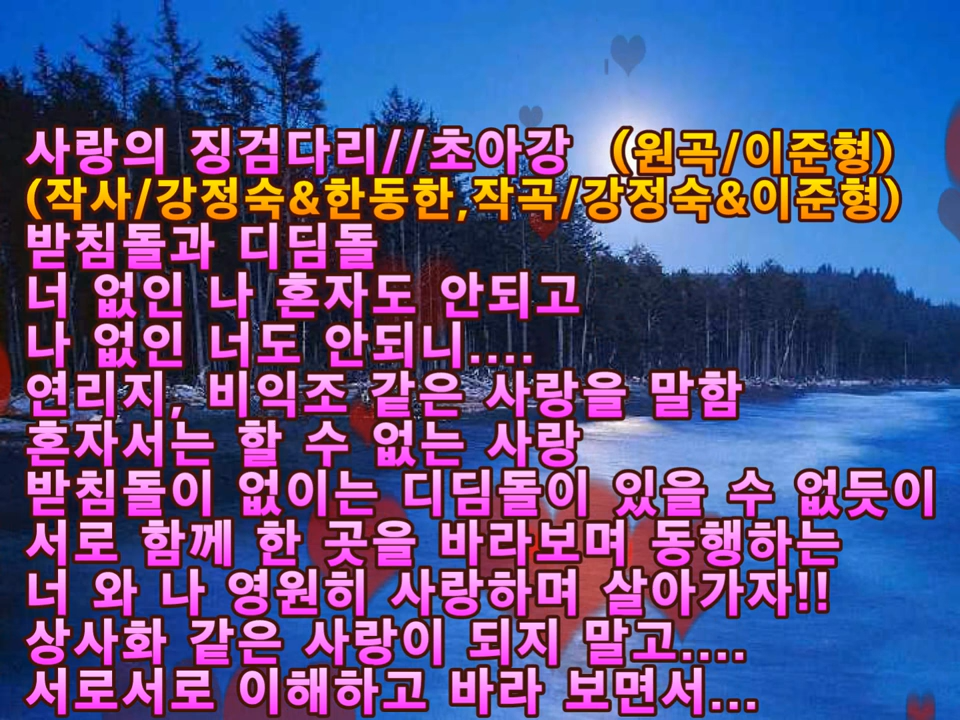 사랑의 징검다리//초아강 (원곡/이준형)
(작사/강정숙&한동한,작곡/강정숙&이준형)
받침돌과 디딤돌
너 없인 나 혼자도 안되고
나 없인 너도 안되니....
연리지, 비익조 같은 사랑을 말함
혼자서는 할 수 없는 사랑
받침돌이 없이는 디딤돌이 있을 수 없듯이
서로 함께 한 곳을 바라보며 동행하는
너 와 나 영원히 사랑하며 살아가자!!
상사화 같은 사랑이 되지 말고....
서로서로 이해하고 바라 보면서...